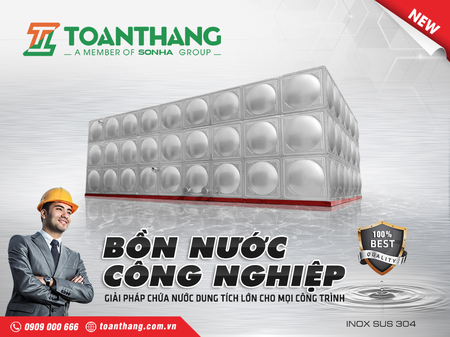 TOANTHANG
A MEMBER OF SONHA GROUP
NEW
BỒN NƯỚC
CÔNG NGHIỆP
GIẢI PHÁP CHỨA NƯỚC DUNG TÍCH LỚN CHO MỌI CÔNG TRÌNH
100%
BEST
QUALITY
0909 000 666
toanthang.com.vn
INOX SUS 304